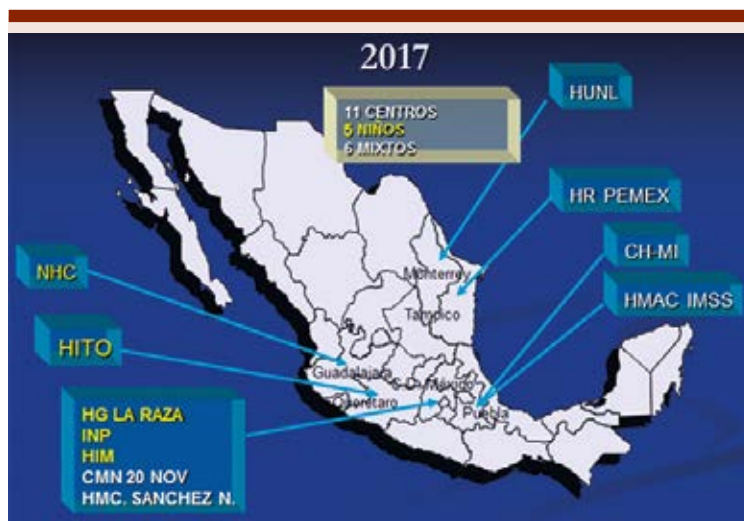 2017
11 CENTROS
5 NIÑOS
6 MIXTOS
HUNL
HR PEMEX
CH-MI
HMAC IMSS
NHC
HITO
Monterrey
Tampico
Guadalajara
Querétaro
Puebla
HG LA RAZA
INP
HIM
CMN 20 NOV
HMC. SANCHEZ N.